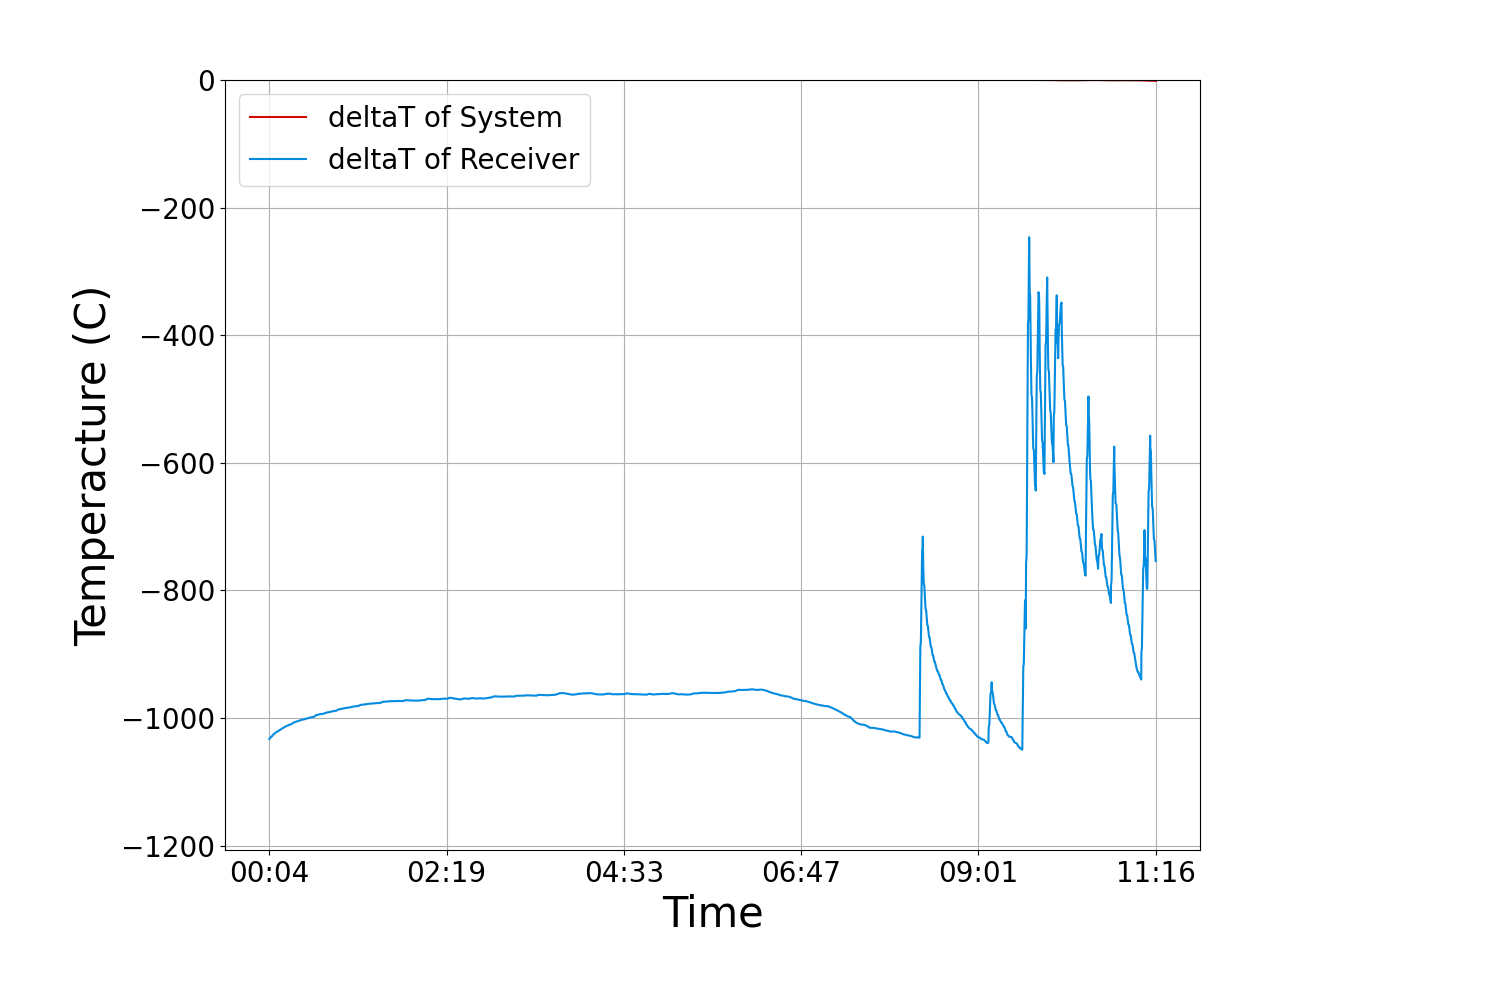 deltaT of System
deltaT of Receiver
0
−200
−400
−600
−800
−1000
−1200
Temperacture (C)
00:04 02:19 04:33 06:47 09:01 11:16
Time